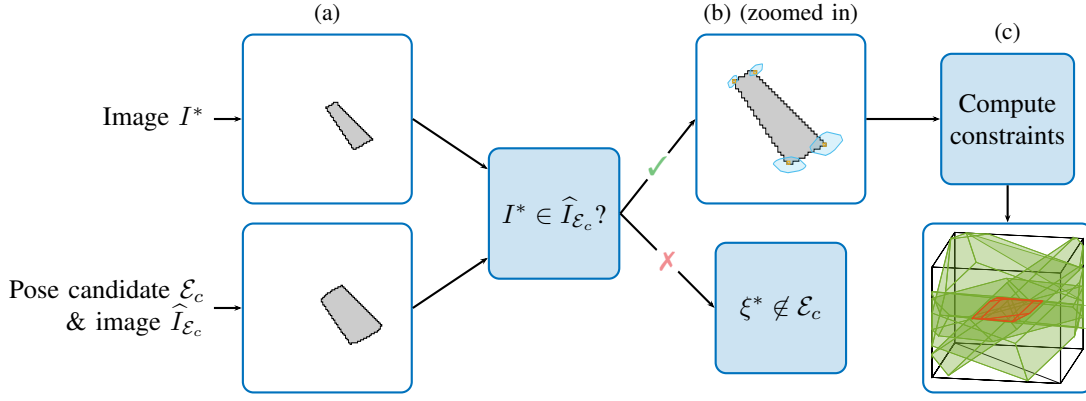 (a)
(b) (zoomed in)
(c)
Image I*
Compute
constraints
I* ∈ Î_{ℰ_c}?
✓
✗
Pose candidate ℰ_c
& image Î_{ℰ_c}
ξ* ∉ ℰ_c